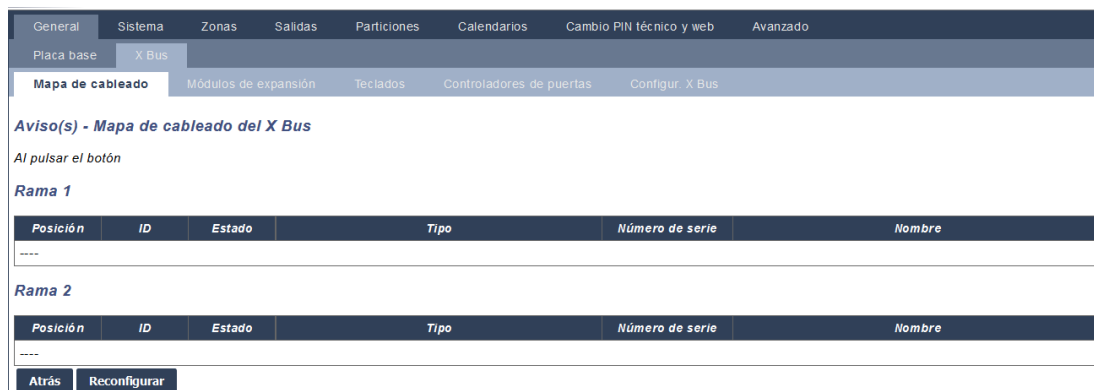 General Sistema Zonas Salidas Particiones Calendarios Cambio PIN técnico y web Avanzado
Placa base X Bus
Mapa de cableado Módulos de expansión Teclados Controladores de puertas Configur. X Bus
Aviso(s) - Mapa de cableado del X Bus
Al pulsar el botón
Rama 1
Posición ID Estado Tipo Número de serie Nombre
----
Rama 2
Posición ID Estado Tipo Número de serie Nombre
----
Atrás Reconfigurar